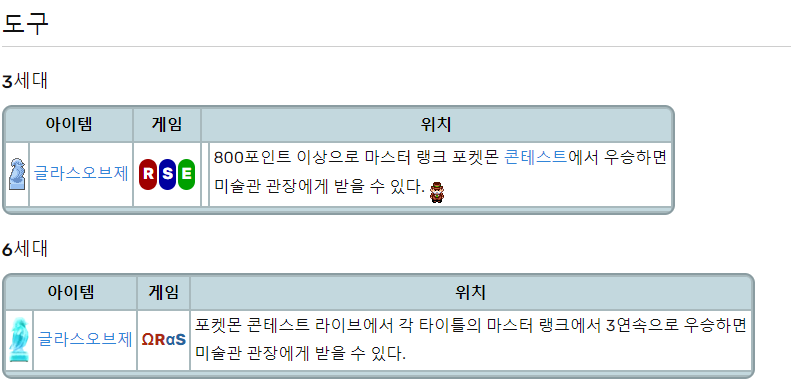 도구
3세대
아이템 게임 위치
글라스오브제 R S E 800포인트 이상으로 마스터 랭크 포켓몬 콘테스트에서 우승하면
미술관 관장에게 받을 수 있다.
6세대
아이템 게임 위치
글라스오브제 ΩRαS 포켓몬 콘테스트 라이브에서 각 타이틀의 마스터 랭크에서 3연속으로 우승하면
미술관 관장에게 받을 수 있다.